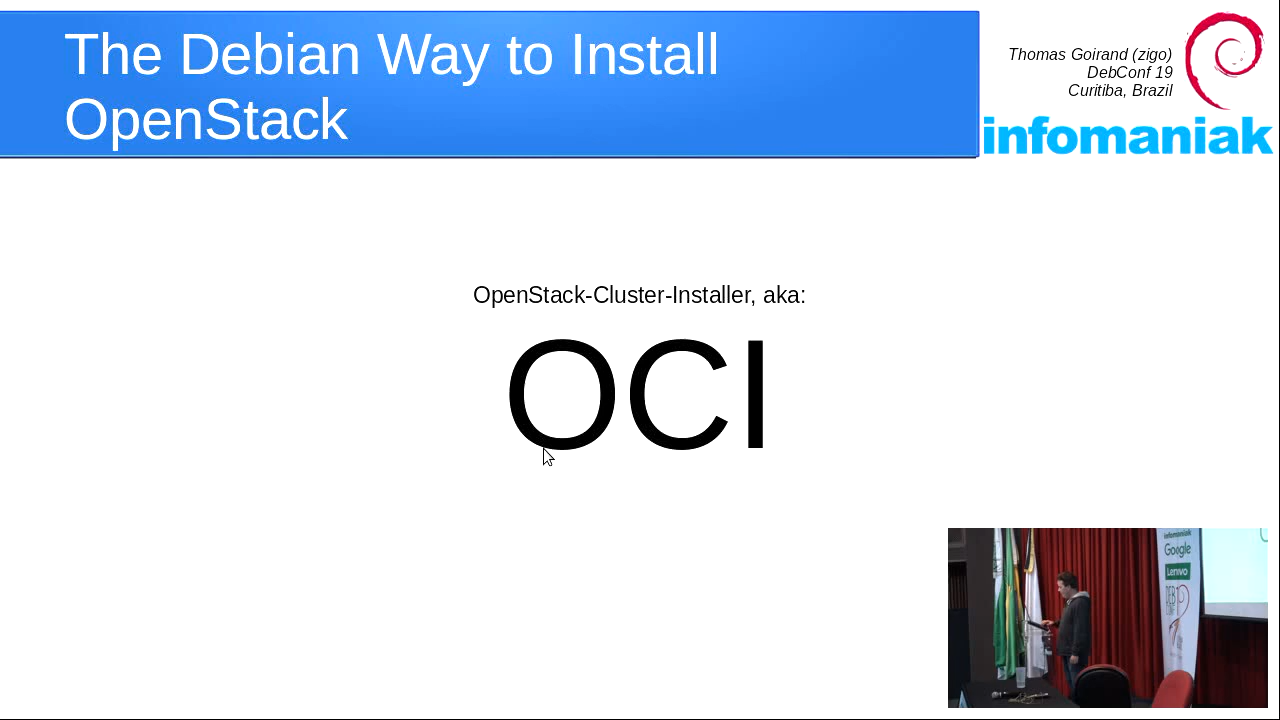 The Debian Way to Install
OpenStack
Thomas Goirand (zigo)
DebConf 19
Curitiba, Brazil
infomaniak
OpenStack-Cluster-Installer, aka:
OCI
infomaniak
Google
Lenovo